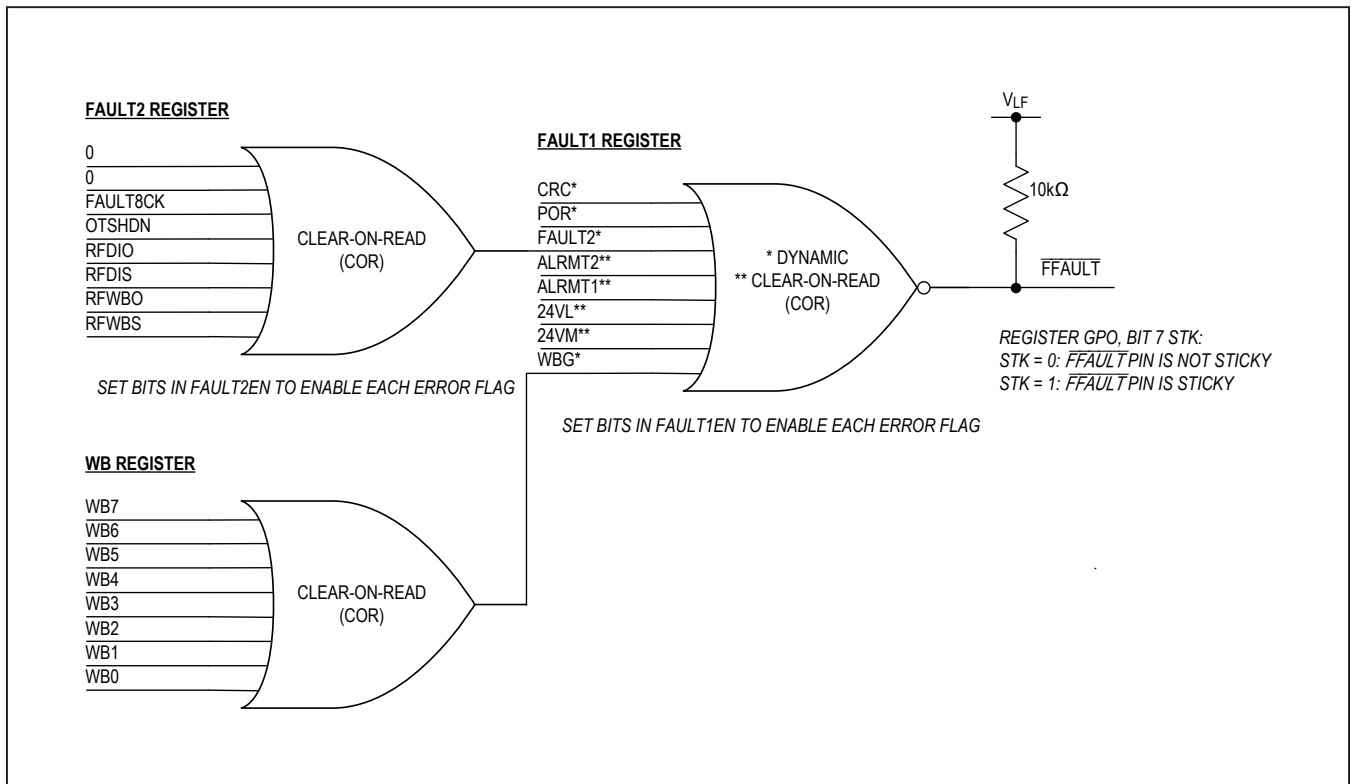 FAULT2 REGISTER
0
0
FAULT8CK
OTSHDN
RFDIO
RFDIS
RFWBO
RFWBS
CLEAR-ON-READ
(COR)
SET BITS IN FAULT2EN TO ENABLE EACH ERROR FLAG
FAULT1 REGISTER
CRC*
POR*
FAULT2*
ALRMT2**
ALRMT1**
24VL**
24VM**
WBG*
* DYNAMIC
** CLEAR-ON-READ
(COR)
SET BITS IN FAULT1EN TO ENABLE EACH ERROR FLAG
VLF
10kΩ
FFAULT
REGISTER GPO, BIT 7 STK:
STK = 0: FFAULT PIN IS NOT STICKY
STK = 1: FFAULT PIN IS STICKY
WB REGISTER
WB7
WB6
WB5
WB4
WB3
WB2
WB1
WB0
CLEAR-ON-READ
(COR)